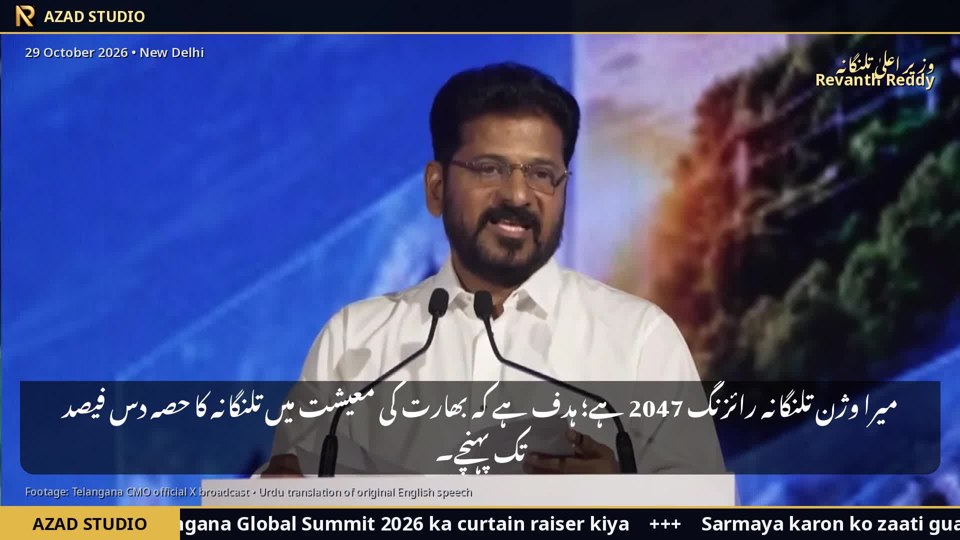 AZAD STUDIO
29 October 2026 • New Delhi
وزیر اعلیٰ تلنگانہ
Revanth Reddy
میرا وژن تلنگانہ رائزنگ 2047 ہے؛ ہدف ہے کہ بھارت کی معیشت میں تلنگانہ کا حصہ دس فیصد
تک پہنچے۔
Footage: Telangana CMO official X broadcast • Urdu translation of original English speech
AZAD STUDIO
ngana Global Summit 2026 ka curtain raiser kiya +++ Sarmaya karon ko zaati gua